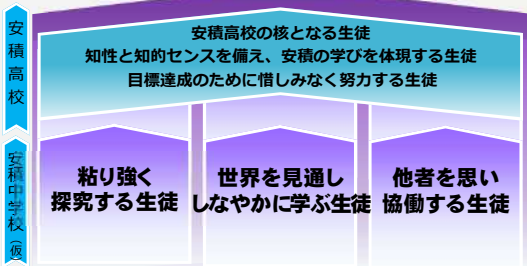 安積高校
安積高校の核となる生徒
知性と知的センスを備え、安積の学びを体現する生徒
目標達成のために惜しみなく努力する生徒
安積中学校(仮
粘り強く
探究する生徒
世界を見通し
しなやかに学ぶ生徒
他者を思い
協働する生徒